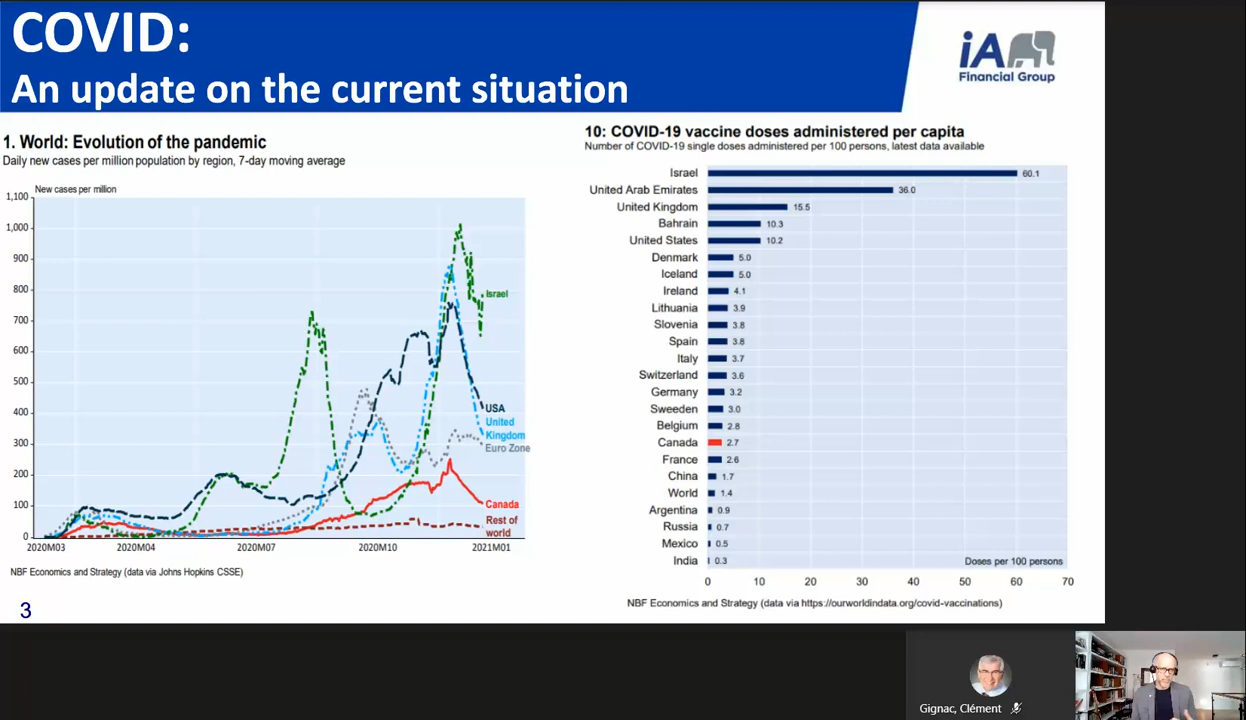 COVID:
An update on the current situation
iA
Financial Group
1. World: Evolution of the pandemic
Daily new cases per million population by region, 7-day moving average
New cases per million
1,100
1,000
900
800
700
600
500
400
300
200
100
0
Israel
USA
United
Kingdom
Euro Zone
Canada
Rest of
world
2020M03
2020M04
2020M07
2020M10
2021M01
NBF Economics and Strategy (data via Johns Hopkins CSSE)
3
10: COVID-19 vaccine doses administered per capita
Number of COVID-19 single doses administered per 100 persons, latest data available
Israel 60.1
United Arab Emirates 36.0
United Kingdom 15.5
Bahrain 10.3
United States 10.2
Denmark 5.0
Iceland 5.0
Ireland 4.1
Lithuania 3.9
Slovenia 3.8
Spain 3.8
Italy 3.7
Switzerland 3.6
Germany 3.2
Sweeden 3.0
Belgium 2.8
Canada 2.7
France 2.6
China 1.7
World 1.4
Argentina 0.9
Russia 0.7
Mexico 0.5
India 0.3
Doses per 100 persons
0 10 20 30 40 50 60 70
NBF Economics and Strategy (data via https://ourworldindata.org/covid-vaccinations)
Gignac, Clément